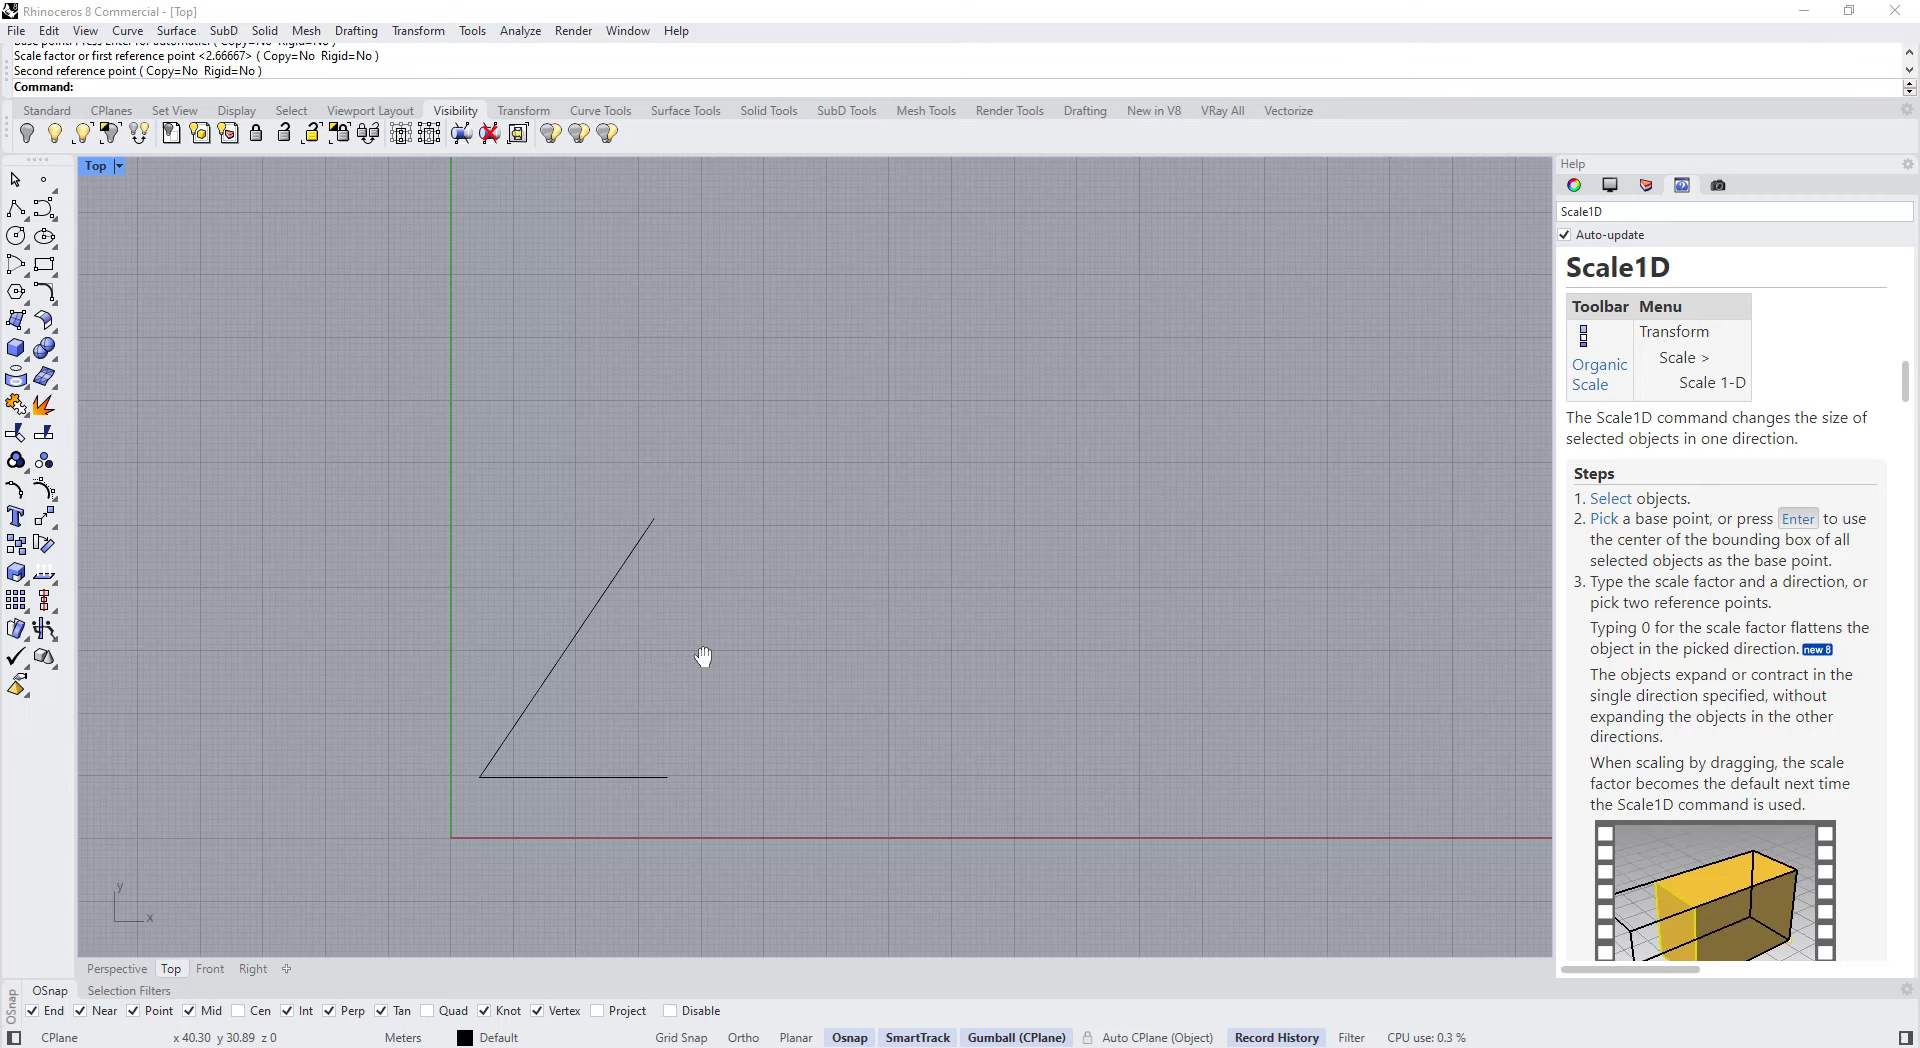 Rhinoceros 8 Commercial - [Top]
File Edit View Curve Surface SubD Solid Mesh Drafting Transform Tools Analyze Render Window Help
Base point. Press Enter for automatic. ( Copy=No Rigid=No )
Scale factor or first reference point <2.66667> ( Copy=No Rigid=No )
Second reference point ( Copy=No Rigid=No )
Command:
Standard CPlanes Set View Display Select Viewport Layout Visibility Transform Curve Tools Surface Tools Solid Tools SubD Tools Mesh Tools Render Tools Drafting New in V8 VRay All Vectorize
Top
Help
Scale1D
Auto-update
Scale1D
Toolbar Menu
Organic Scale
Transform
Scale >
Scale 1-D
The Scale1D command changes the size of
selected objects in one direction.
Steps
1. Select objects.
2. Pick a base point, or press Enter to use
the center of the bounding box of all
selected objects as the base point.
3. Type the scale factor and a direction, or
pick two reference points.
Typing 0 for the scale factor flattens the
object in the picked direction. new 8
The objects expand or contract in the
single direction specified, without
expanding the objects in the other
directions.
When scaling by dragging, the scale
factor becomes the default next time
the Scale1D command is used.
y
x
Perspective Top Front Right
OSnap Selection Filters
OSnap
End Near Point Mid Cen Int Perp Tan Quad Knot Vertex Project Disable
CPlane x 40.30 y 30.89 z 0 Meters Default Grid Snap Ortho Planar Osnap SmartTrack Gumball (CPlane) Auto CPlane (Object) Record History Filter CPU use: 0.3 %